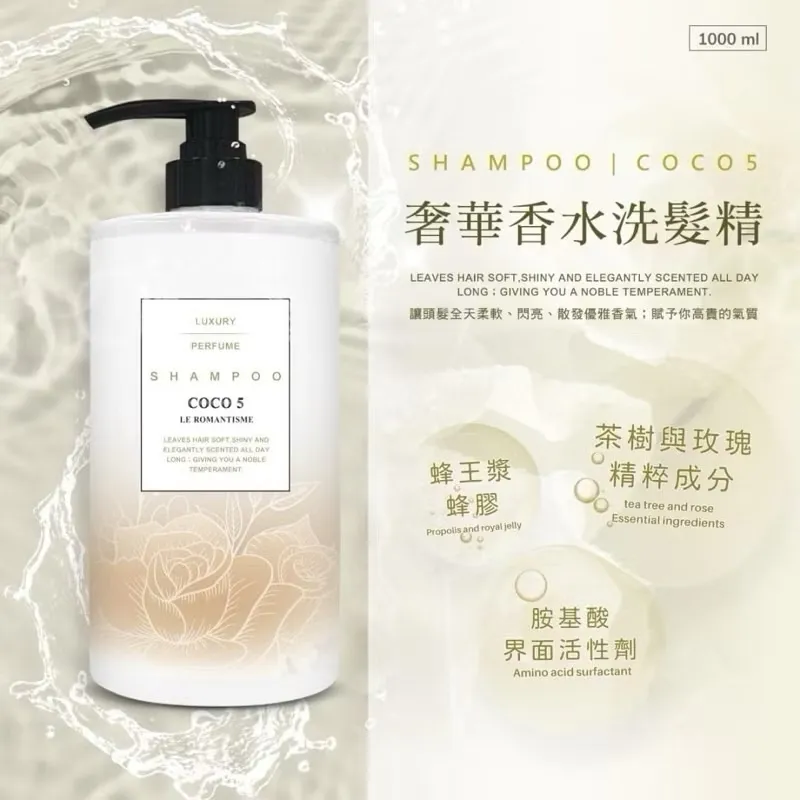 1000 ml
SHAMPOO | COCO5
奢華香水洗髮精
LEAVES HAIR SOFT,SHINY AND ELEGANTLY SCENTED ALL DAY
LONG；GIVING YOU A NOBLE TEMPERAMENT.
讓頭髮全天柔軟、閃亮、散發優雅香氣；賦予你高貴的氣質
LUXURY
PERFUME
SHAMPOO
COCO 5
LE ROMANTISME
LEAVES HAIR SOFT,SHINY AND
ELEGANTLY SCENTED ALL DAY
LONG；GIVING YOU A NOBLE
TEMPERAMENT.
蜂王漿
蜂膠
Propolis and royal jelly
茶樹與玫瑰
精粹成分
tea tree and rose
Essential ingredients
胺基酸
界面活性劑
Amino acid surfactant